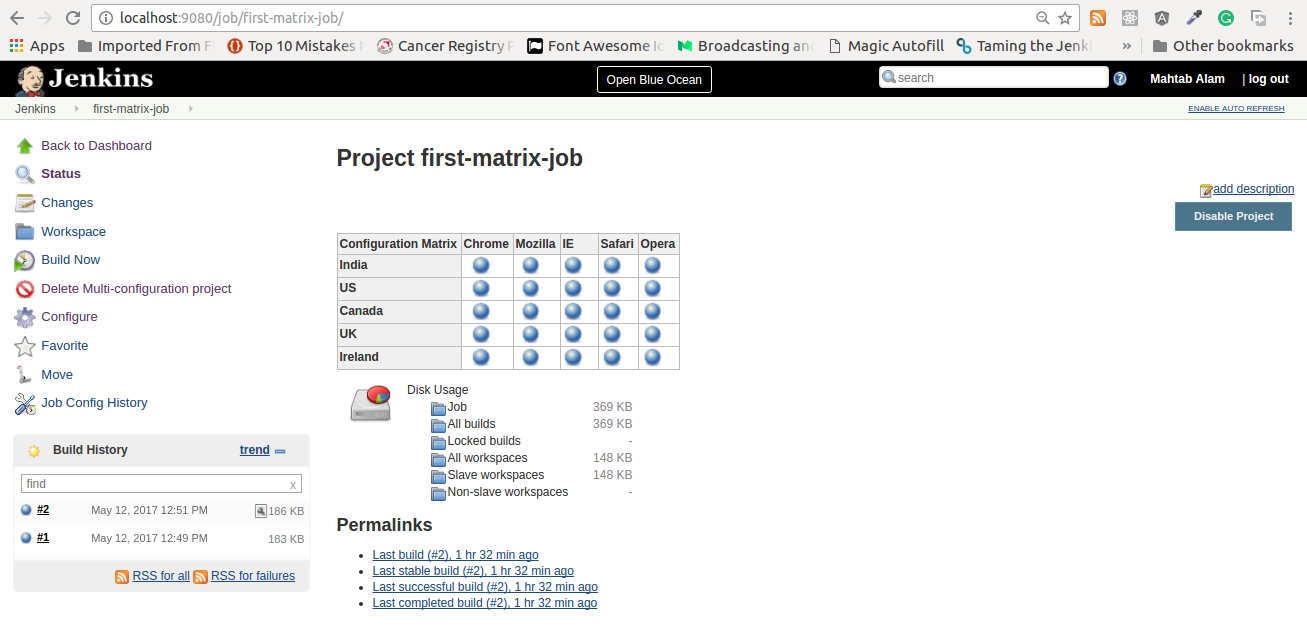 localhost:9080/job/first-matrix-job/
Apps Imported From F Top 10 Mistakes Cancer Registry Font Awesome Ic Broadcasting an Magic Autofill Taming the Jenk » Other bookmarks
Jenkins Open Blue Ocean search Mahtab Alam | log out
Jenkins first-matrix-job ENABLE AUTO REFRESH
Back to Dashboard
Status
Changes
Workspace
Build Now
Delete Multi-configuration project
Configure
Favorite
Move
Job Config History
Build History trend
find x
#2 May 12, 2017 12:51 PM 186 KB
#1 May 12, 2017 12:49 PM 183 KB
RSS for all RSS for failures
Project first-matrix-job
add description
Disable Project
Configuration Matrix Chrome Mozilla IE Safari Opera
India
US
Canada
UK
Ireland
Disk Usage
Job 369 KB
All builds 369 KB
Locked builds -
All workspaces 148 KB
Slave workspaces 148 KB
Non-slave workspaces -
Permalinks
• Last build (#2), 1 hr 32 min ago
• Last stable build (#2), 1 hr 32 min ago
• Last successful build (#2), 1 hr 32 min ago
• Last completed build (#2), 1 hr 32 min ago